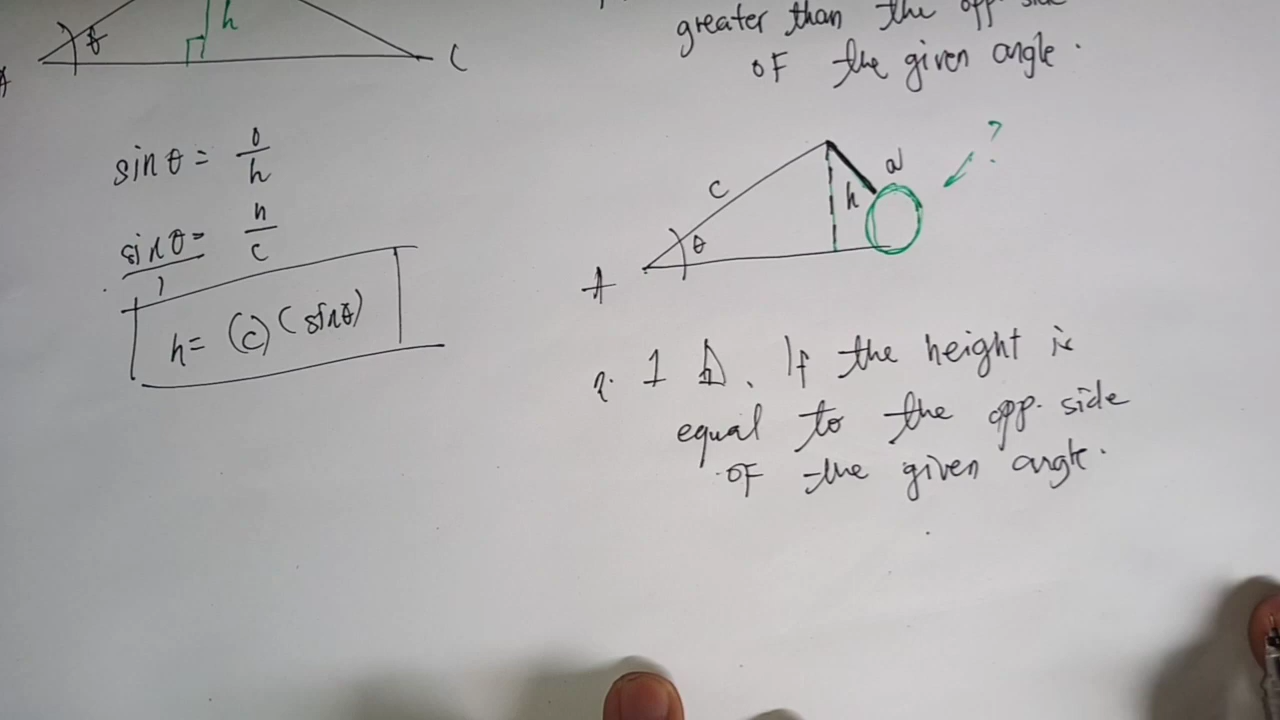 h
θ
A
C
sin θ = o/h
sin θ = h/c
1
h = (c) (sin θ)
greater than the opp side
of the given angle.
?
c
a
h
θ
A
2. 1 Δ. If the height is
equal to the opp. side
of the given angle.